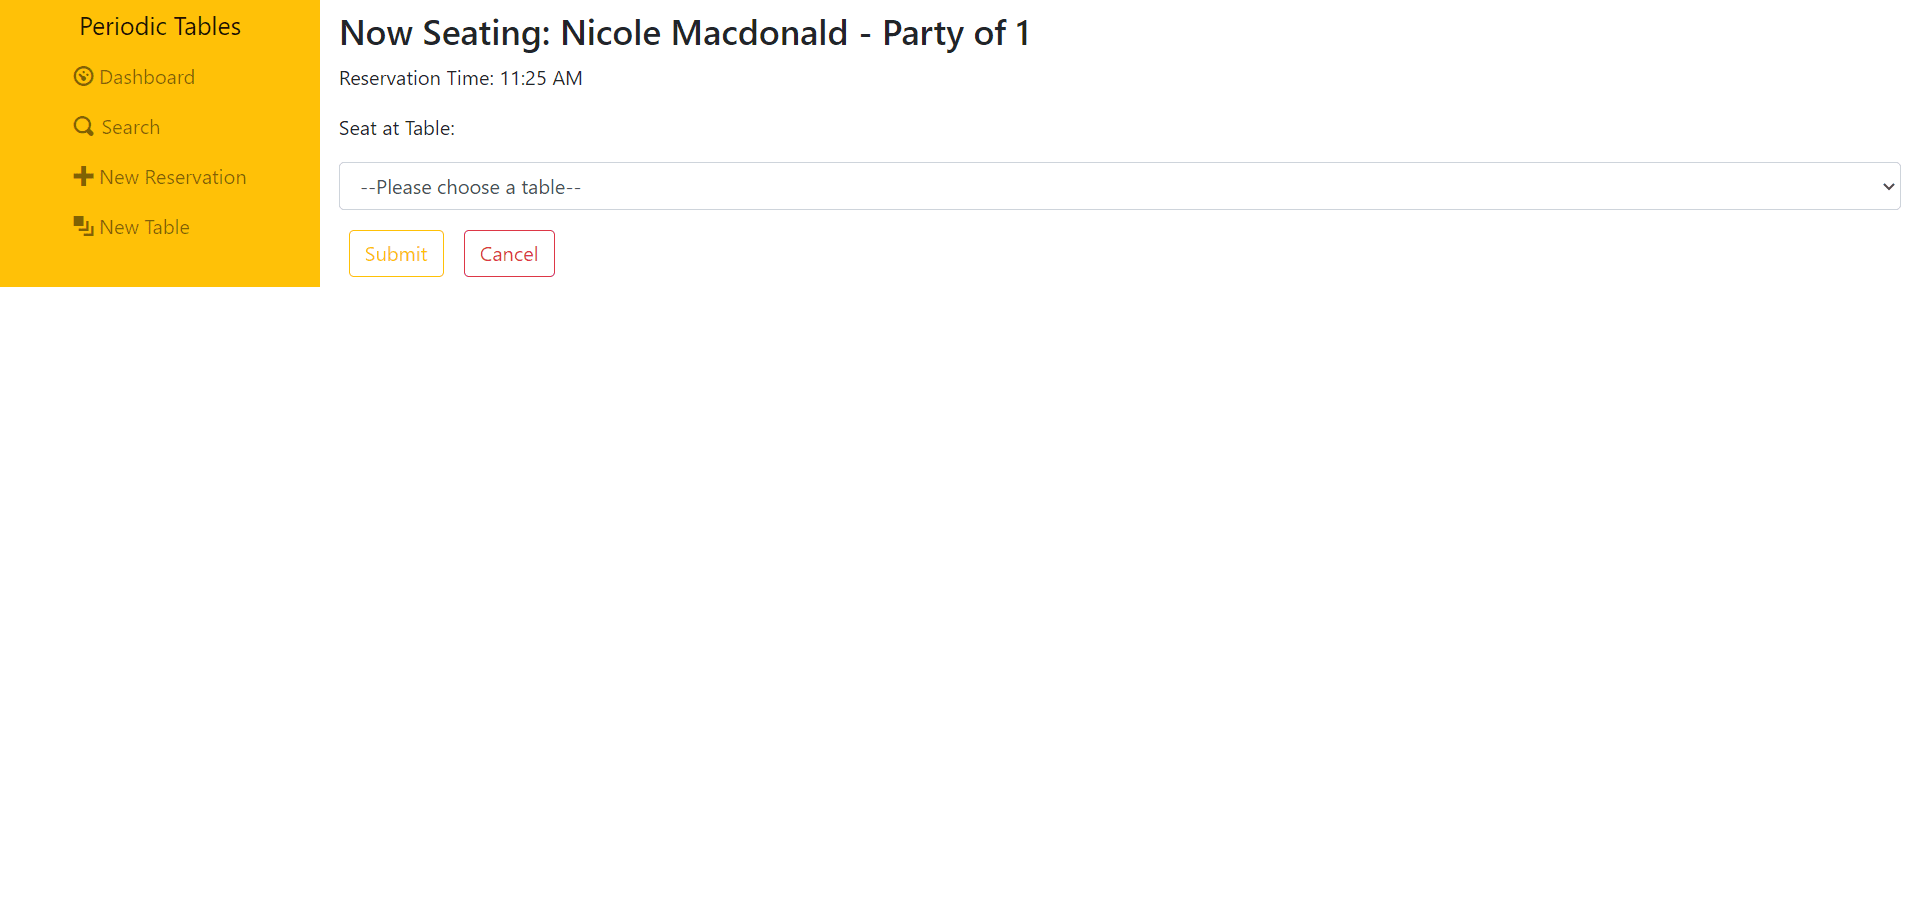 Periodic Tables
Dashboard
Search
New Reservation
New Table
Now Seating: Nicole Macdonald - Party of 1
Reservation Time: 11:25 AM
Seat at Table:
--Please choose a table--
Submit
Cancel